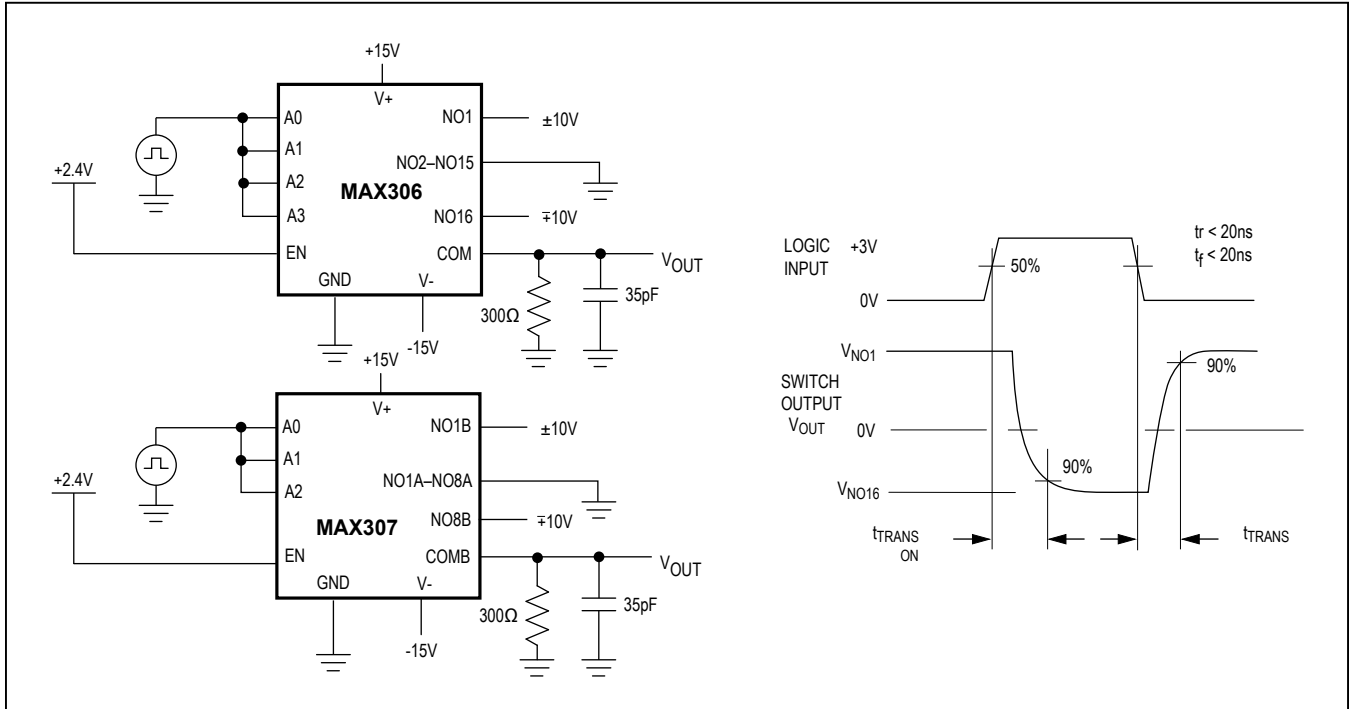 +15V
V+
A0
NO1
±10V
A1
NO2–NO15
+2.4V
A2
MAX306
A3
NO16
∓10V
EN
COM
VOUT
GND
V-
35pF
300Ω
-15V
+15V
V+
A0
NO1B
±10V
A1
NO1A–NO8A
+2.4V
A2
MAX307
NO8B
∓10V
EN
COMB
VOUT
GND
V-
35pF
300Ω
-15V
LOGIC INPUT
+3V
50%
tr < 20ns
tf < 20ns
0V
VNO1
90%
SWITCH
OUTPUT
VOUT
0V
90%
VNO16
tTRANS
ON
tTRANS